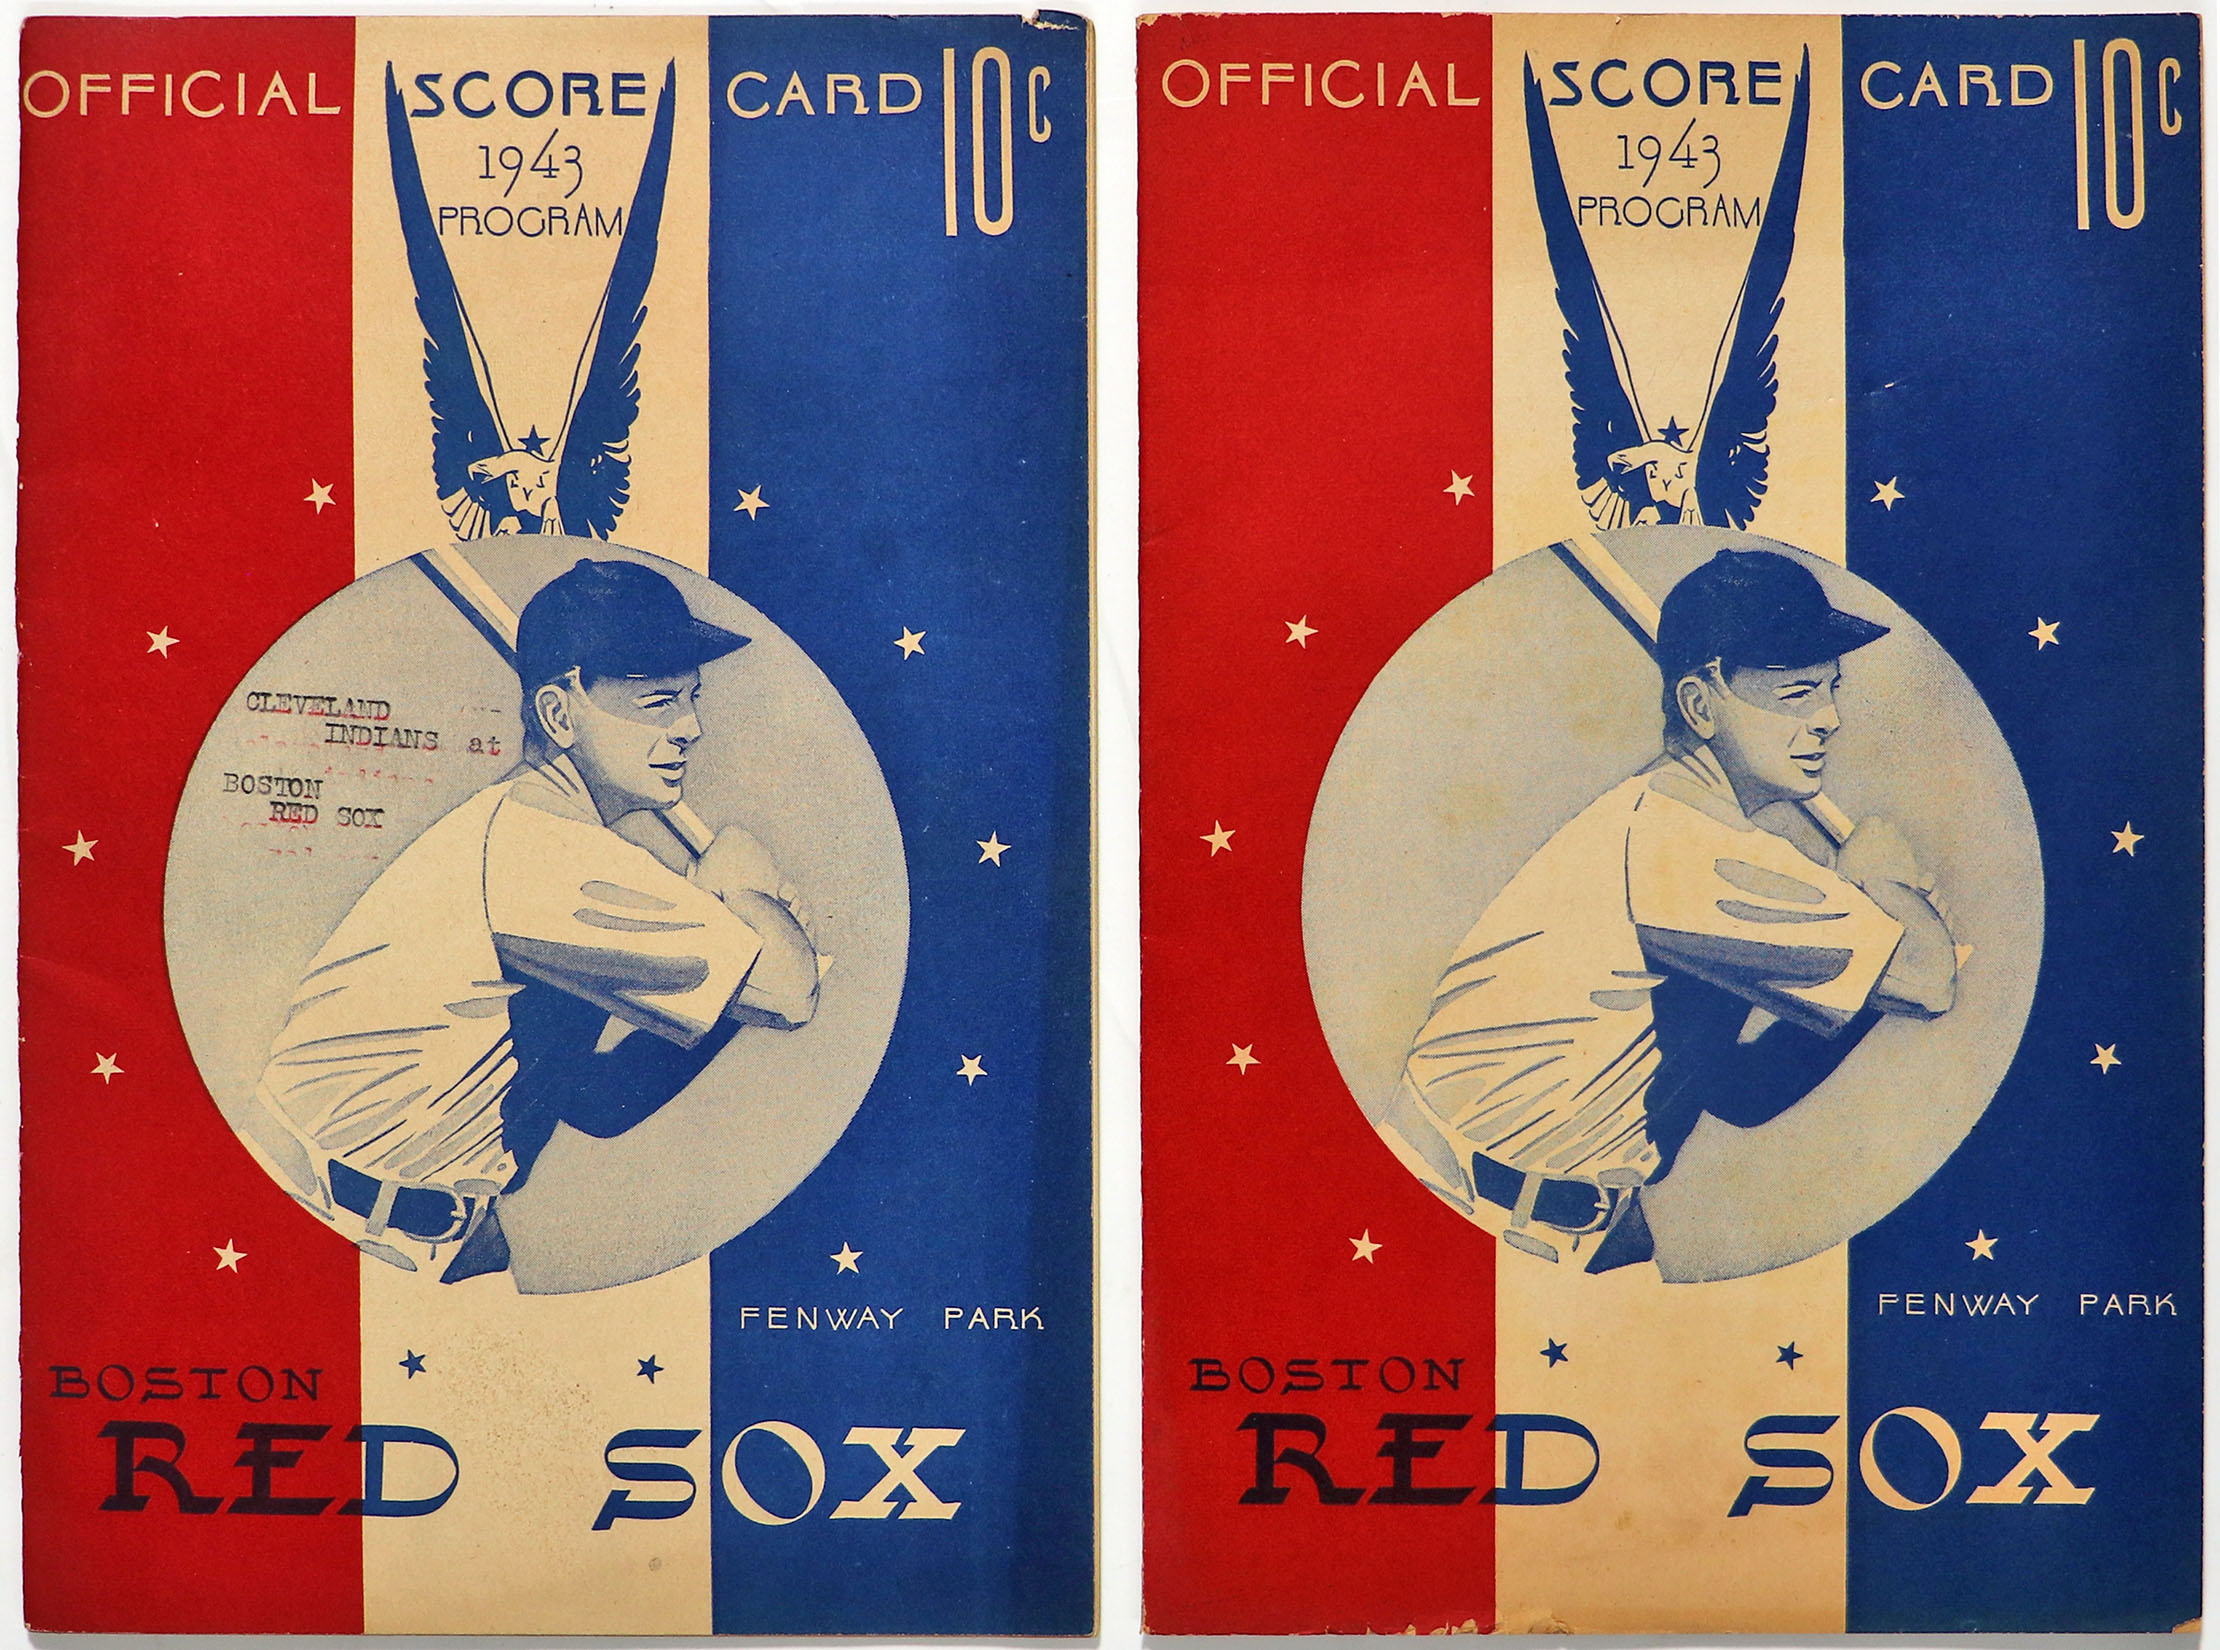 OFFICIAL SCORE CARD 10c
1943
PROGRAM
CLEVELAND
INDIANS at
BOSTON
RED SOX
FENWAY PARK
BOSTON
RED SOX
OFFICIAL SCORE CARD 10c
1943
PROGRAM
FENWAY PARK
BOSTON
RED SOX